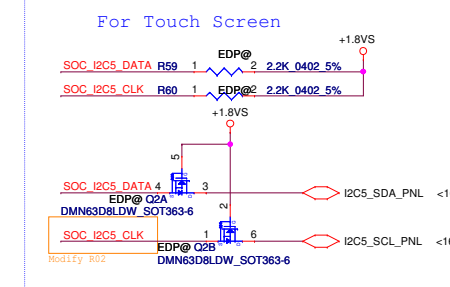 For Touch Screen
+1.8VS
EDP@
SOC_I2C5_DATA R59 1 2 2.2K_0402_5%
SOC_I2C5_CLK R60 1 EDP@ 2 2.2K_0402_5%
+1.8VS
5
SOC_I2C5_DATA 4 3 I2C5_SDA_PNL <1
EDP@ Q2A
DMN63D8LDW_SOT363-6
2
SOC_I2C5_CLK 1 6 I2C5_SCL_PNL <16
EDP@ Q2B
Modify R02 DMN63D8LDW_SOT363-6